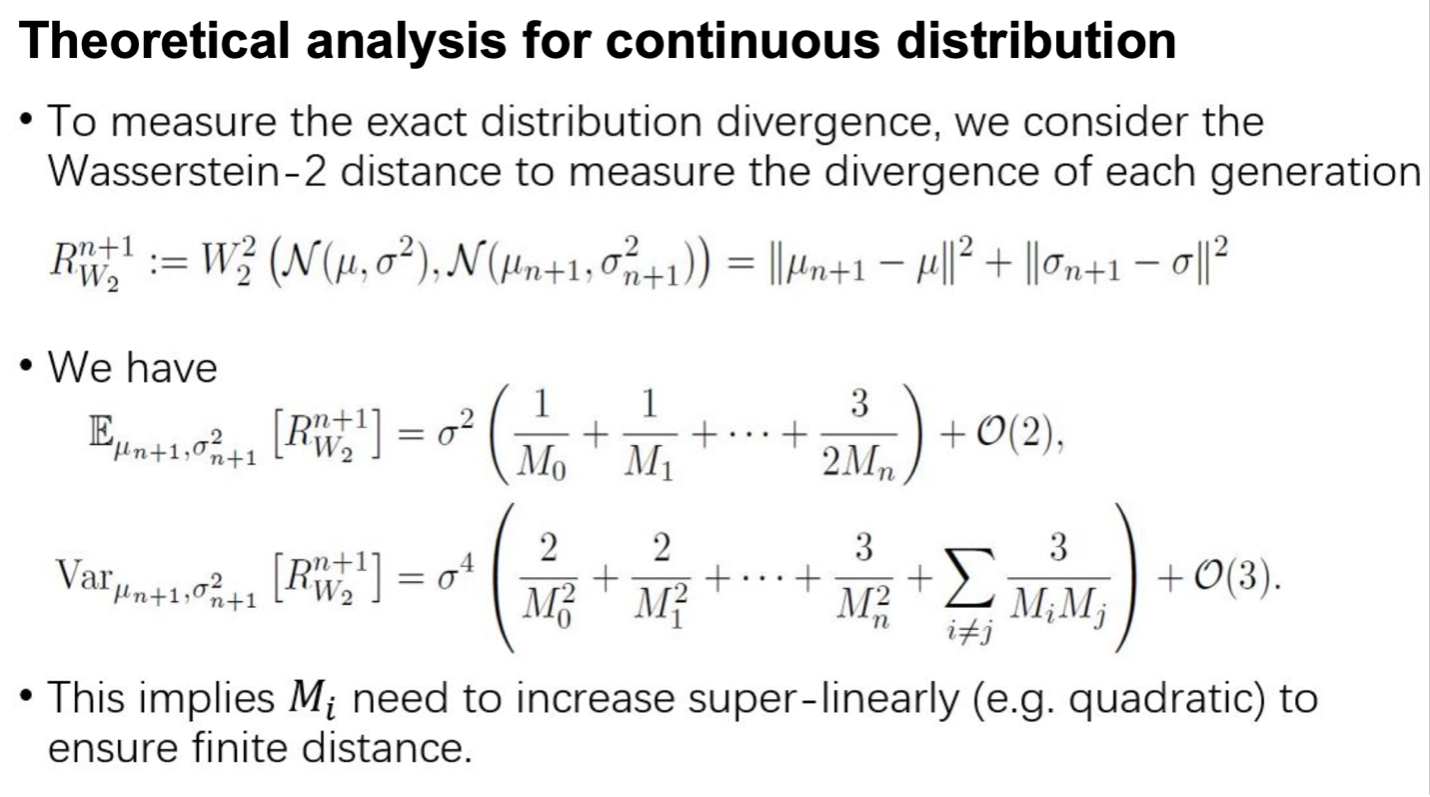 Theoretical analysis for continuous distribution
• To measure the exact distribution divergence, we consider the
Wasserstein-2 distance to measure the divergence of each generation
$R_{W_2}^{n+1} := W_2^2 \left( \mathcal{N}(\mu, \sigma^2), \mathcal{N}(\mu_{n+1}, \sigma_{n+1}^2) \right) = \|\mu_{n+1} - \mu\|^2 + \|\sigma_{n+1} - \sigma\|^2$
• We have
$\mathbb{E}_{\mu_{n+1}, \sigma_{n+1}^2} \left[ R_{W_2}^{n+1} \right] = \sigma^2 \left( \frac{1}{M_0} + \frac{1}{M_1} + \cdots + \frac{3}{2M_n} \right) + \mathcal{O}(2),$
$\text{Var}_{\mu_{n+1}, \sigma_{n+1}^2} \left[ R_{W_2}^{n+1} \right] = \sigma^4 \left( \frac{2}{M_0^2} + \frac{2}{M_1^2} + \cdots + \frac{3}{M_n^2} + \sum_{i \neq j} \frac{3}{M_i M_j} \right) + \mathcal{O}(3).$
• This implies $M_i$ need to increase super-linearly (e.g. quadratic) to
ensure finite distance.